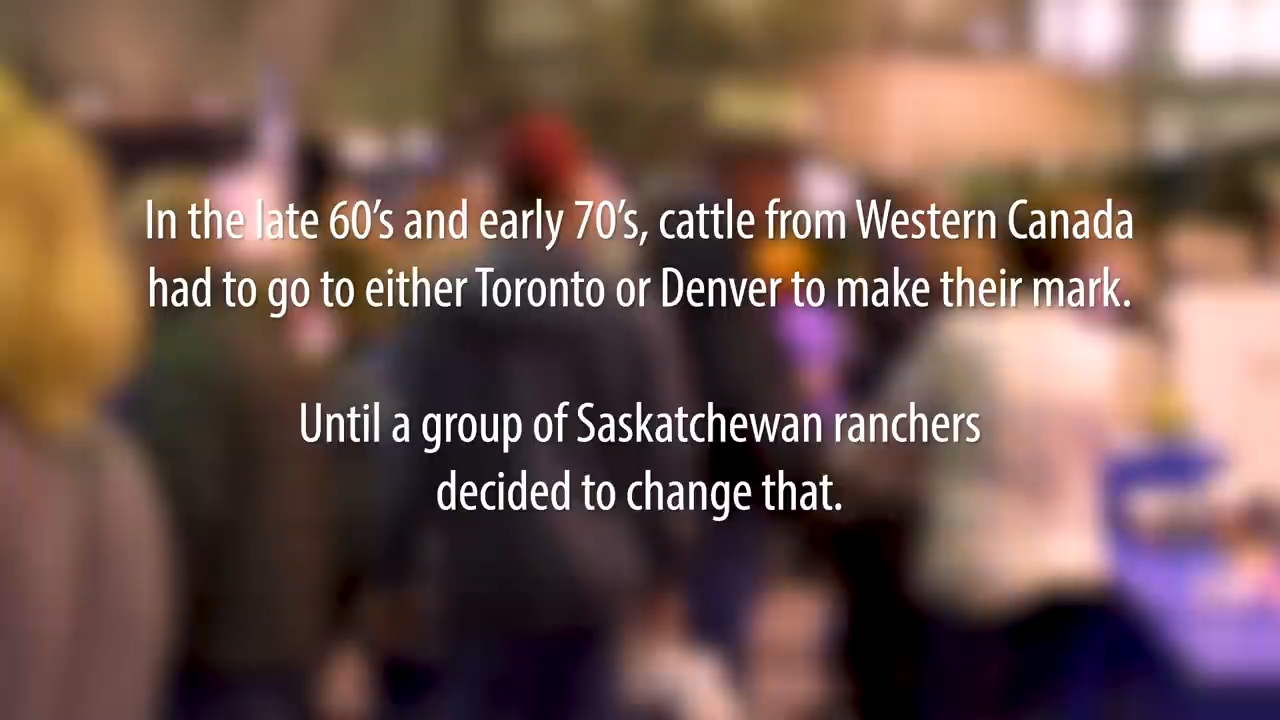 In the late 60’s and early 70’s, cattle from Western Canada
had to go to either Toronto or Denver to make their mark.
Until a group of Saskatchewan ranchers
decided to change that.